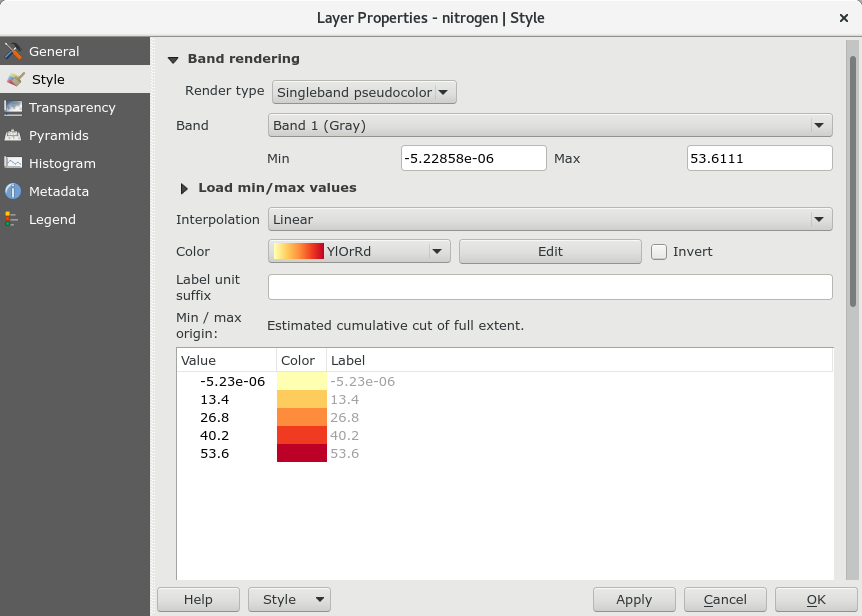 Layer Properties - nitrogen | Style
General
Style
Transparency
Pyramids
Histogram
Metadata
Legend
Band rendering
Render type Singleband pseudocolor
Band Band 1 (Gray)
Min -5.22858e-06 Max 53.6111
Load min/max values
Interpolation Linear
Color YlOrRd Edit Invert
Label unit
suffix
Min / max
origin: Estimated cumulative cut of full extent.
Value Color Label
-5.23e-06 -5.23e-06
13.4 13.4
26.8 26.8
40.2 40.2
53.6 53.6
Help Style Apply Cancel OK